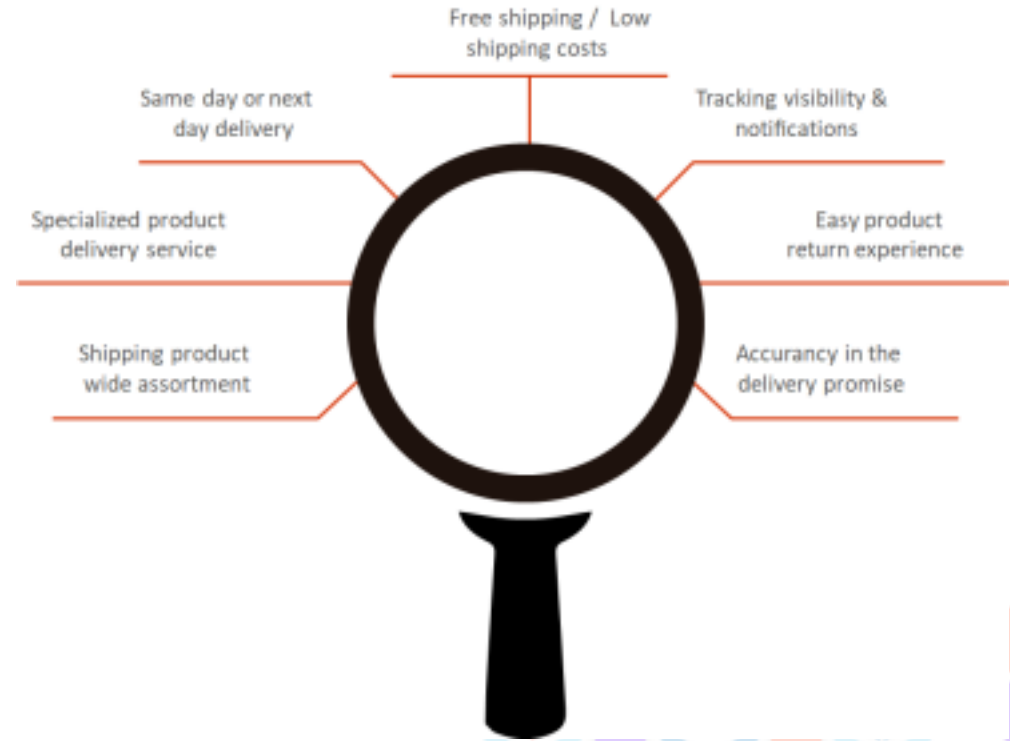 Free shipping / Low
shipping costs
Same day or next
day delivery
Tracking visibility &
notifications
Specialized product
delivery service
Easy product
return experience
Shipping product
wide assortment
Accurancy in the
delivery promise